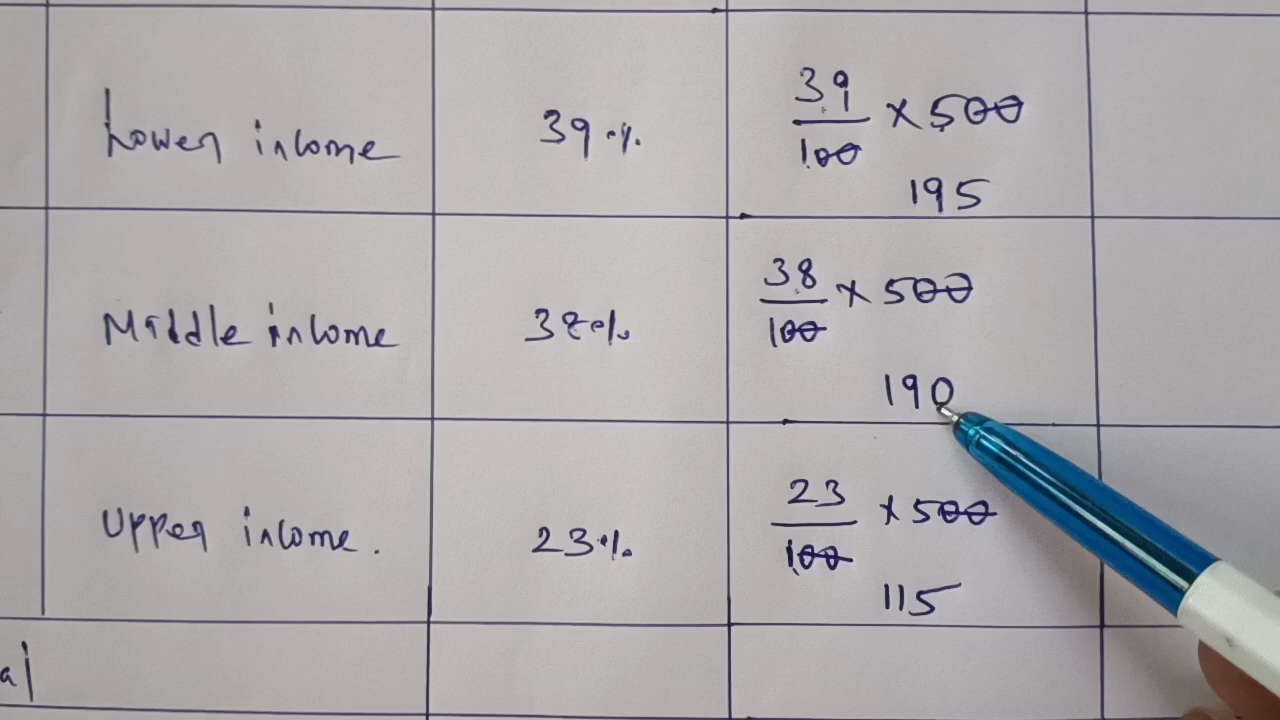 Lower income 39 % 39/100 × 500
195
Middle income 38 % 38/100 × 500
190
Upper income. 23 % 23/100 × 500
115
al